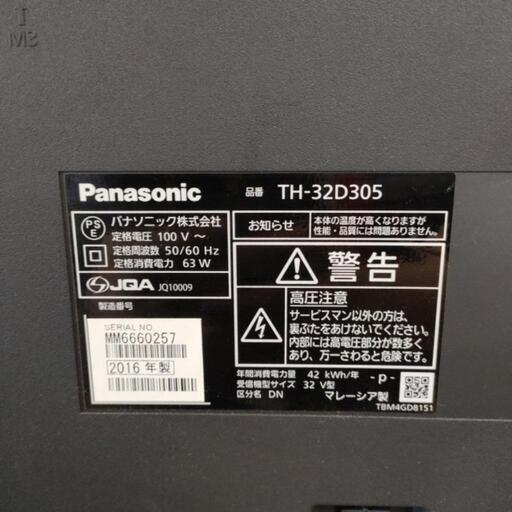 M3
Panasonic 品番 TH-32D305
PS
E
パナソニック株式会社
定格電圧 100 V ～
定格周波数 50/60 Hz
定格消費電力 63 W
JQA JQ10009
製造番号
SERIAL NO.
MM6660257
2016 年製
お知らせ
本体の温度が高くなりますが
性能・品質には問題ありません
警告
高圧注意
サービスマン以外の方は、
裏ぶたをあけないでください。
内部には高電圧部分が数多く
あり、万一さわると危険です。
年間消費電力量 42 kWh/年
受信機型サイズ 32 V型
区分名 DN
- p -
マレーシア製
TBM4GD8151